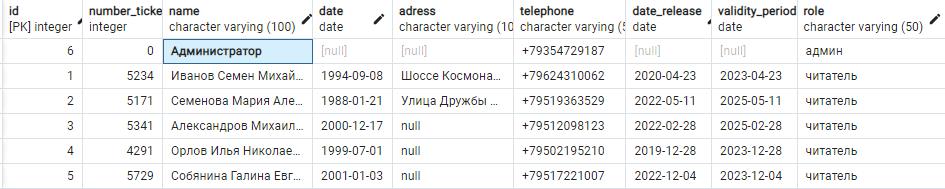 id number_ticke name date adress telephone date_release validity_period role
[PK] integer integer character varying (100) date character varying (10 character varying (5 date date character varying (50)
6 0 Администратор [null] [null] +79354729187 [null] [null] админ
1 5234 Иванов Семен Михай... 1994-09-08 Шоссе Космона... +79624310062 2020-04-23 2023-04-23 читатель
2 5171 Семенова Мария Але... 1988-01-21 Улица Дружбы ... +79519363529 2022-05-11 2025-05-11 читатель
3 5341 Александров Михаил... 2000-12-17 null +79512098123 2022-02-28 2025-02-28 читатель
4 4291 Орлов Илья Николае... 1999-07-01 null +79502195210 2019-12-28 2023-12-28 читатель
5 5729 Собянина Галина Евг... 2001-01-03 null +79517221007 2022-12-04 2023-12-04 читатель